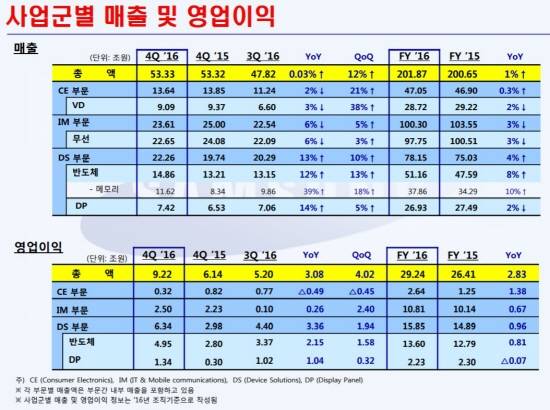 사업군별 매출 및 영업이익
매출
(단위: 조원) 4Q '16 4Q '15 3Q '16 YoY QoQ FY '16 FY '15 YoY
총 액 53.33 53.32 47.82 0.03%↑ 12%↑ 201.87 200.65 1%↑
CE 부문 13.64 13.85 11.24 2%↓ 21%↑ 47.05 46.90 0.3%↑
VD 9.09 9.37 6.60 3%↓ 38%↑ 28.72 29.22 2%↓
IM 부문 23.61 25.00 22.54 6%↓ 5%↑ 100.30 103.55 3%↓
무선 22.65 24.08 22.09 6%↓ 3%↑ 97.75 100.51 3%↓
DS 부문 22.26 19.74 20.29 13%↑ 10%↑ 78.15 75.03 4%↑
반도체 14.86 13.21 13.15 12%↑ 13%↑ 51.16 47.59 8%↑
- 메모리 11.62 8.34 9.86 39%↑ 18%↑ 37.86 34.29 10%↑
DP 7.42 6.53 7.06 14%↑ 5%↑ 26.93 27.49 2%↓
영업이익
(단위: 조원) 4Q '16 4Q '15 3Q '16 YoY QoQ FY '16 FY '15 YoY
총 액 9.22 6.14 5.20 3.08 4.02 29.24 26.41 2.83
CE 부문 0.32 0.82 0.77 △0.49 △0.45 2.64 1.25 1.38
IM 부문 2.50 2.23 0.10 0.26 2.40 10.81 10.14 0.67
DS 부문 6.34 2.98 4.40 3.36 1.94 15.85 14.89 0.96
반도체 4.95 2.80 3.37 2.15 1.58 13.60 12.79 0.81
DP 1.34 0.30 1.02 1.04 0.32 2.23 2.30 △0.07
주) CE (Consumer Electronics), IM (IT & Mobile communications), DS (Device Solutions), DP (Display Panel)
※ 각 부문별 매출액은 부문간 내부 매출을 포함하고 있음
※ 사업군별 매출 및 영업이익 정보는 '16년 조직기준으로 작성됨